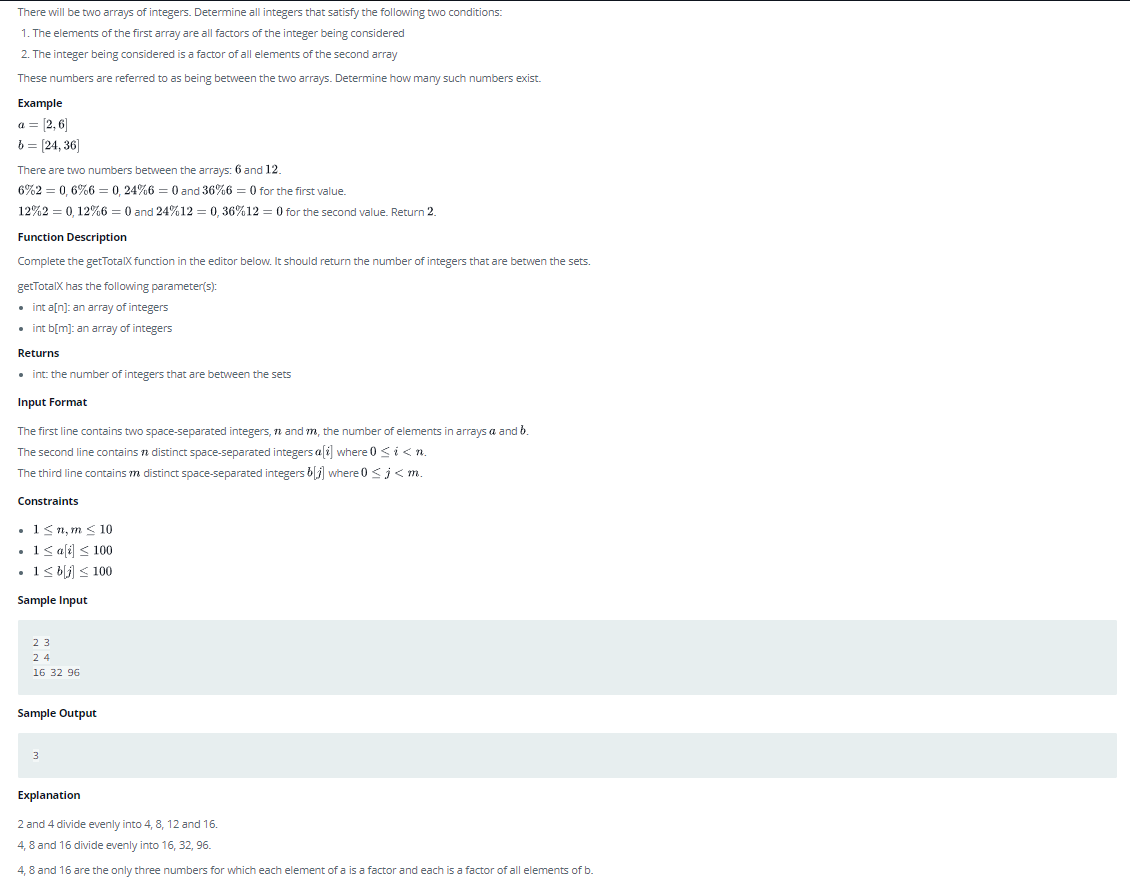 There will be two arrays of integers. Determine all integers that satisfy the following two conditions:
1. The elements of the first array are all factors of the integer being considered
2. The integer being considered is a factor of all elements of the second array
These numbers are referred to as being between the two arrays. Determine how many such numbers exist.
Example
a = [2, 6]
b = [24, 36]
There are two numbers between the arrays: 6 and 12.
6%2 = 0, 6%6 = 0, 24%6 = 0 and 36%6 = 0 for the first value.
12%2 = 0, 12%6 = 0 and 24%12 = 0, 36%12 = 0 for the second value. Return 2.
Function Description
Complete the getTotalX function in the editor below. It should return the number of integers that are betwen the sets.
getTotalX has the following parameter(s):
• int a[n]: an array of integers
• int b[m]: an array of integers
Returns
• int: the number of integers that are between the sets
Input Format
The first line contains two space-separated integers, n and m, the number of elements in arrays a and b.
The second line contains n distinct space-separated integers a[i] where 0 ≤ i < n.
The third line contains m distinct space-separated integers b[j] where 0 ≤ j < m.
Constraints
• 1 ≤ n, m ≤ 10
• 1 ≤ a[i] ≤ 100
• 1 ≤ b[j] ≤ 100
Sample Input
2 3
2 4
16 32 96
Sample Output
3
Explanation
2 and 4 divide evenly into 4, 8, 12 and 16.
4, 8 and 16 divide evenly into 16, 32, 96.
4, 8 and 16 are the only three numbers for which each element of a is a factor and each is a factor of all elements of b.